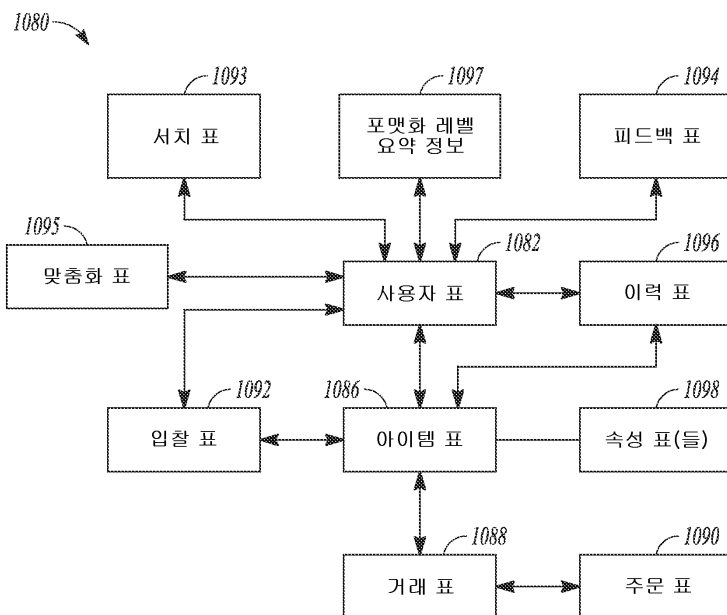 1080
1093
서치 표
1097
포맷화 레벨
요약 정보
1094
피드백 표
1095
맞춤화 표
1082
사용자 표
1096
이력 표
1092
입찰 표
1086
아이템 표
1098
속성 표(들)
1088
거래 표
1090
주문 표